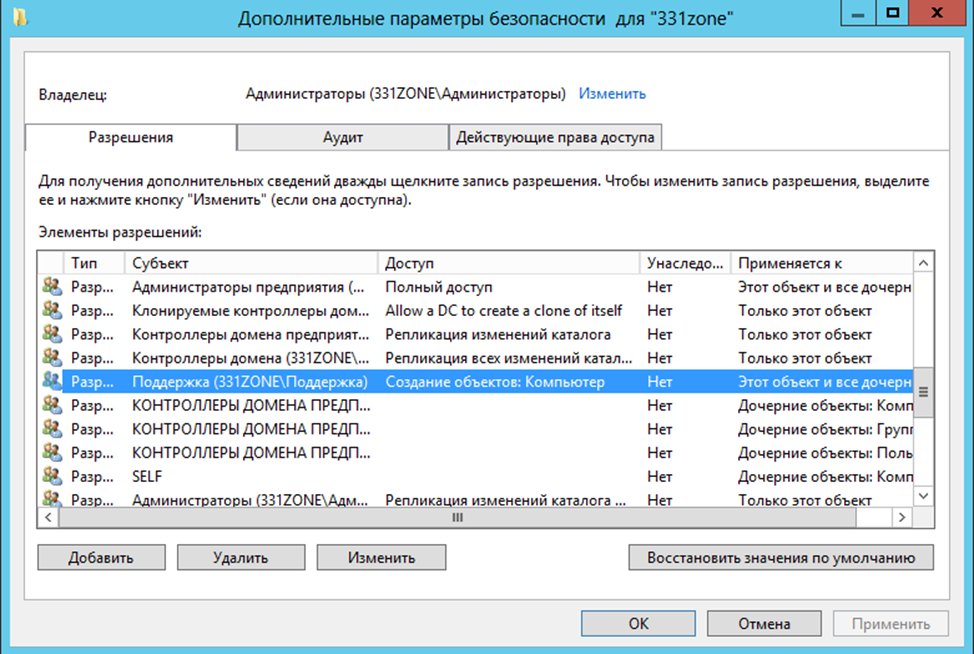 Дополнительные параметры безопасности для "331zone"
Владелец: Администраторы (331ZONE\Администраторы) Изменить
Разрешения Аудит Действующие права доступа
Для получения дополнительных сведений дважды щелкните запись разрешения. Чтобы изменить запись разрешения, выделите
ее и нажмите кнопку "Изменить" (если она доступна).
Элементы разрешений:
Тип Субъект Доступ Унаследо... Применяется к
Разр... Администраторы предприятия (... Полный доступ Нет Этот объект и все дочерн
Разр... Клонируемые контроллеры дом... Allow a DC to create a clone of itself Нет Только этот объект
Разр... Контроллеры домена предприят... Репликация изменений каталога Нет Только этот объект
Разр... Контроллеры домена (331ZONE\... Репликация всех изменений катал... Нет Только этот объект
Разр... Поддержка (331ZONE\Поддержка) Создание объектов: Компьютер Нет Этот объект и все дочерн
Разр... КОНТРОЛЛЕРЫ ДОМЕНА ПРЕДП... Нет Дочерние объекты: Комп
Разр... КОНТРОЛЛЕРЫ ДОМЕНА ПРЕДП... Нет Дочерние объекты: Групп
Разр... КОНТРОЛЛЕРЫ ДОМЕНА ПРЕДП... Нет Дочерние объекты: Поль
Разр... SELF Нет Дочерние объекты: Комп
Разр... Администраторы (331ZONE\Адм... Репликация изменений каталога ... Нет Только этот объект
Добавить Удалить Изменить Восстановить значения по умолчанию
OK Отмена Применить